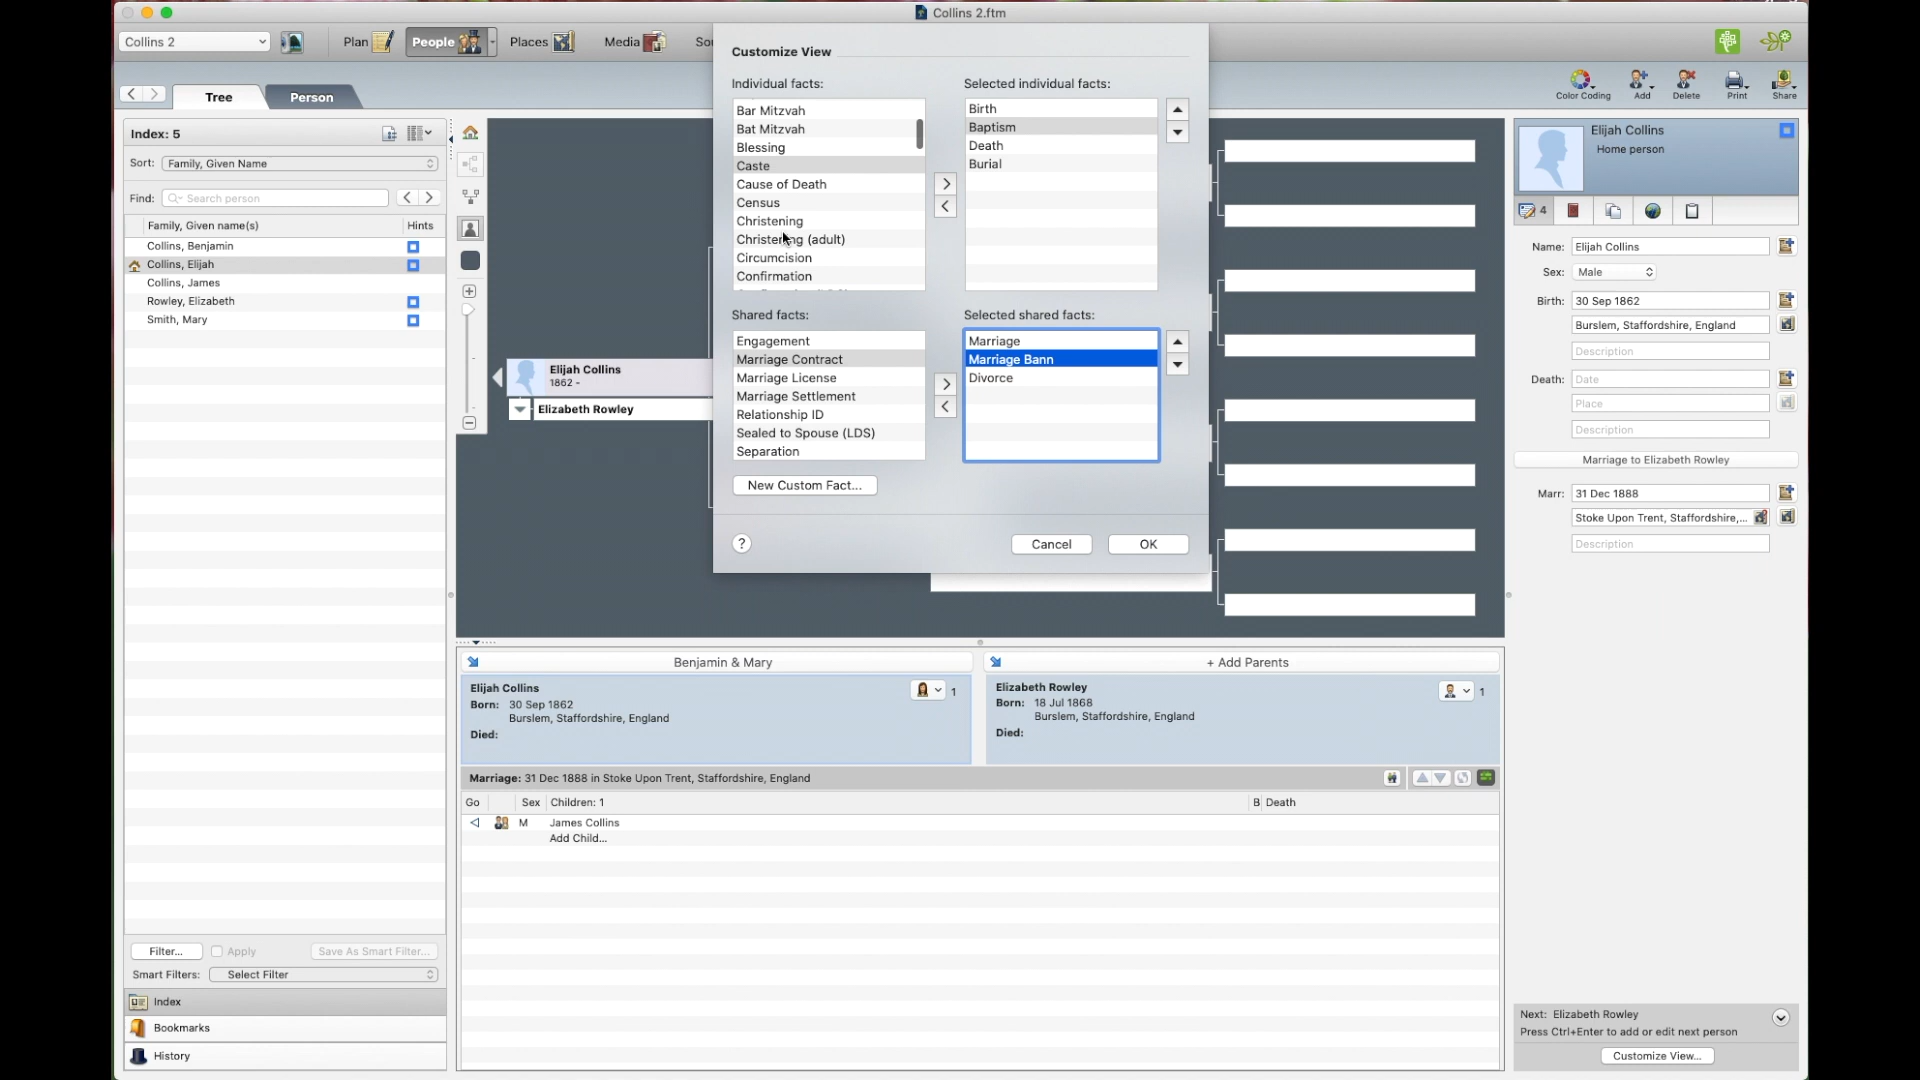 Collins 2.ftm
Collins 2
Plan
People
Places
Media
Sou
Tree
Person
Color Coding
Add
Delete
Print
Share
Index: 5
Sort: Family, Given Name
Find: Search person
Family, Given name(s) Hints
Collins, Benjamin
Collins, Elijah
Collins, James
Rowley, Elizabeth
Smith, Mary
Filter...
Apply
Save As Smart Filter...
Smart Filters: Select Filter
Index
Bookmarks
History
Elijah Collins
1862 -
Elizabeth Rowley
Customize View
Individual facts:
Bar Mitzvah
Bat Mitzvah
Blessing
Caste
Cause of Death
Census
Christening
Christening (adult)
Circumcision
Confirmation
Selected individual facts:
Birth
Baptism
Death
Burial
Shared facts:
Engagement
Marriage Contract
Marriage License
Marriage Settlement
Relationship ID
Sealed to Spouse (LDS)
Separation
Selected shared facts:
Marriage
Marriage Bann
Divorce
New Custom Fact...
?
Cancel
OK
Benjamin & Mary
+ Add Parents
Elijah Collins
1
Born: 30 Sep 1862
Burslem, Staffordshire, England
Died:
Elizabeth Rowley
1
Born: 18 Jul 1868
Burslem, Staffordshire, England
Died:
Marriage: 31 Dec 1888 in Stoke Upon Trent, Staffordshire, England
Go Sex Children: 1 B Death
M James Collins
Add Child...
Elijah Collins
Home person
4
Name: Elijah Collins
Sex: Male
Birth: 30 Sep 1862
Burslem, Staffordshire, England
Description
Death: Date
Place
Description
Marriage to Elizabeth Rowley
Marr: 31 Dec 1888
Stoke Upon Trent, Staffordshire,...
Description
Next: Elizabeth Rowley
Press Ctrl+Enter to add or edit next person
Customize View...